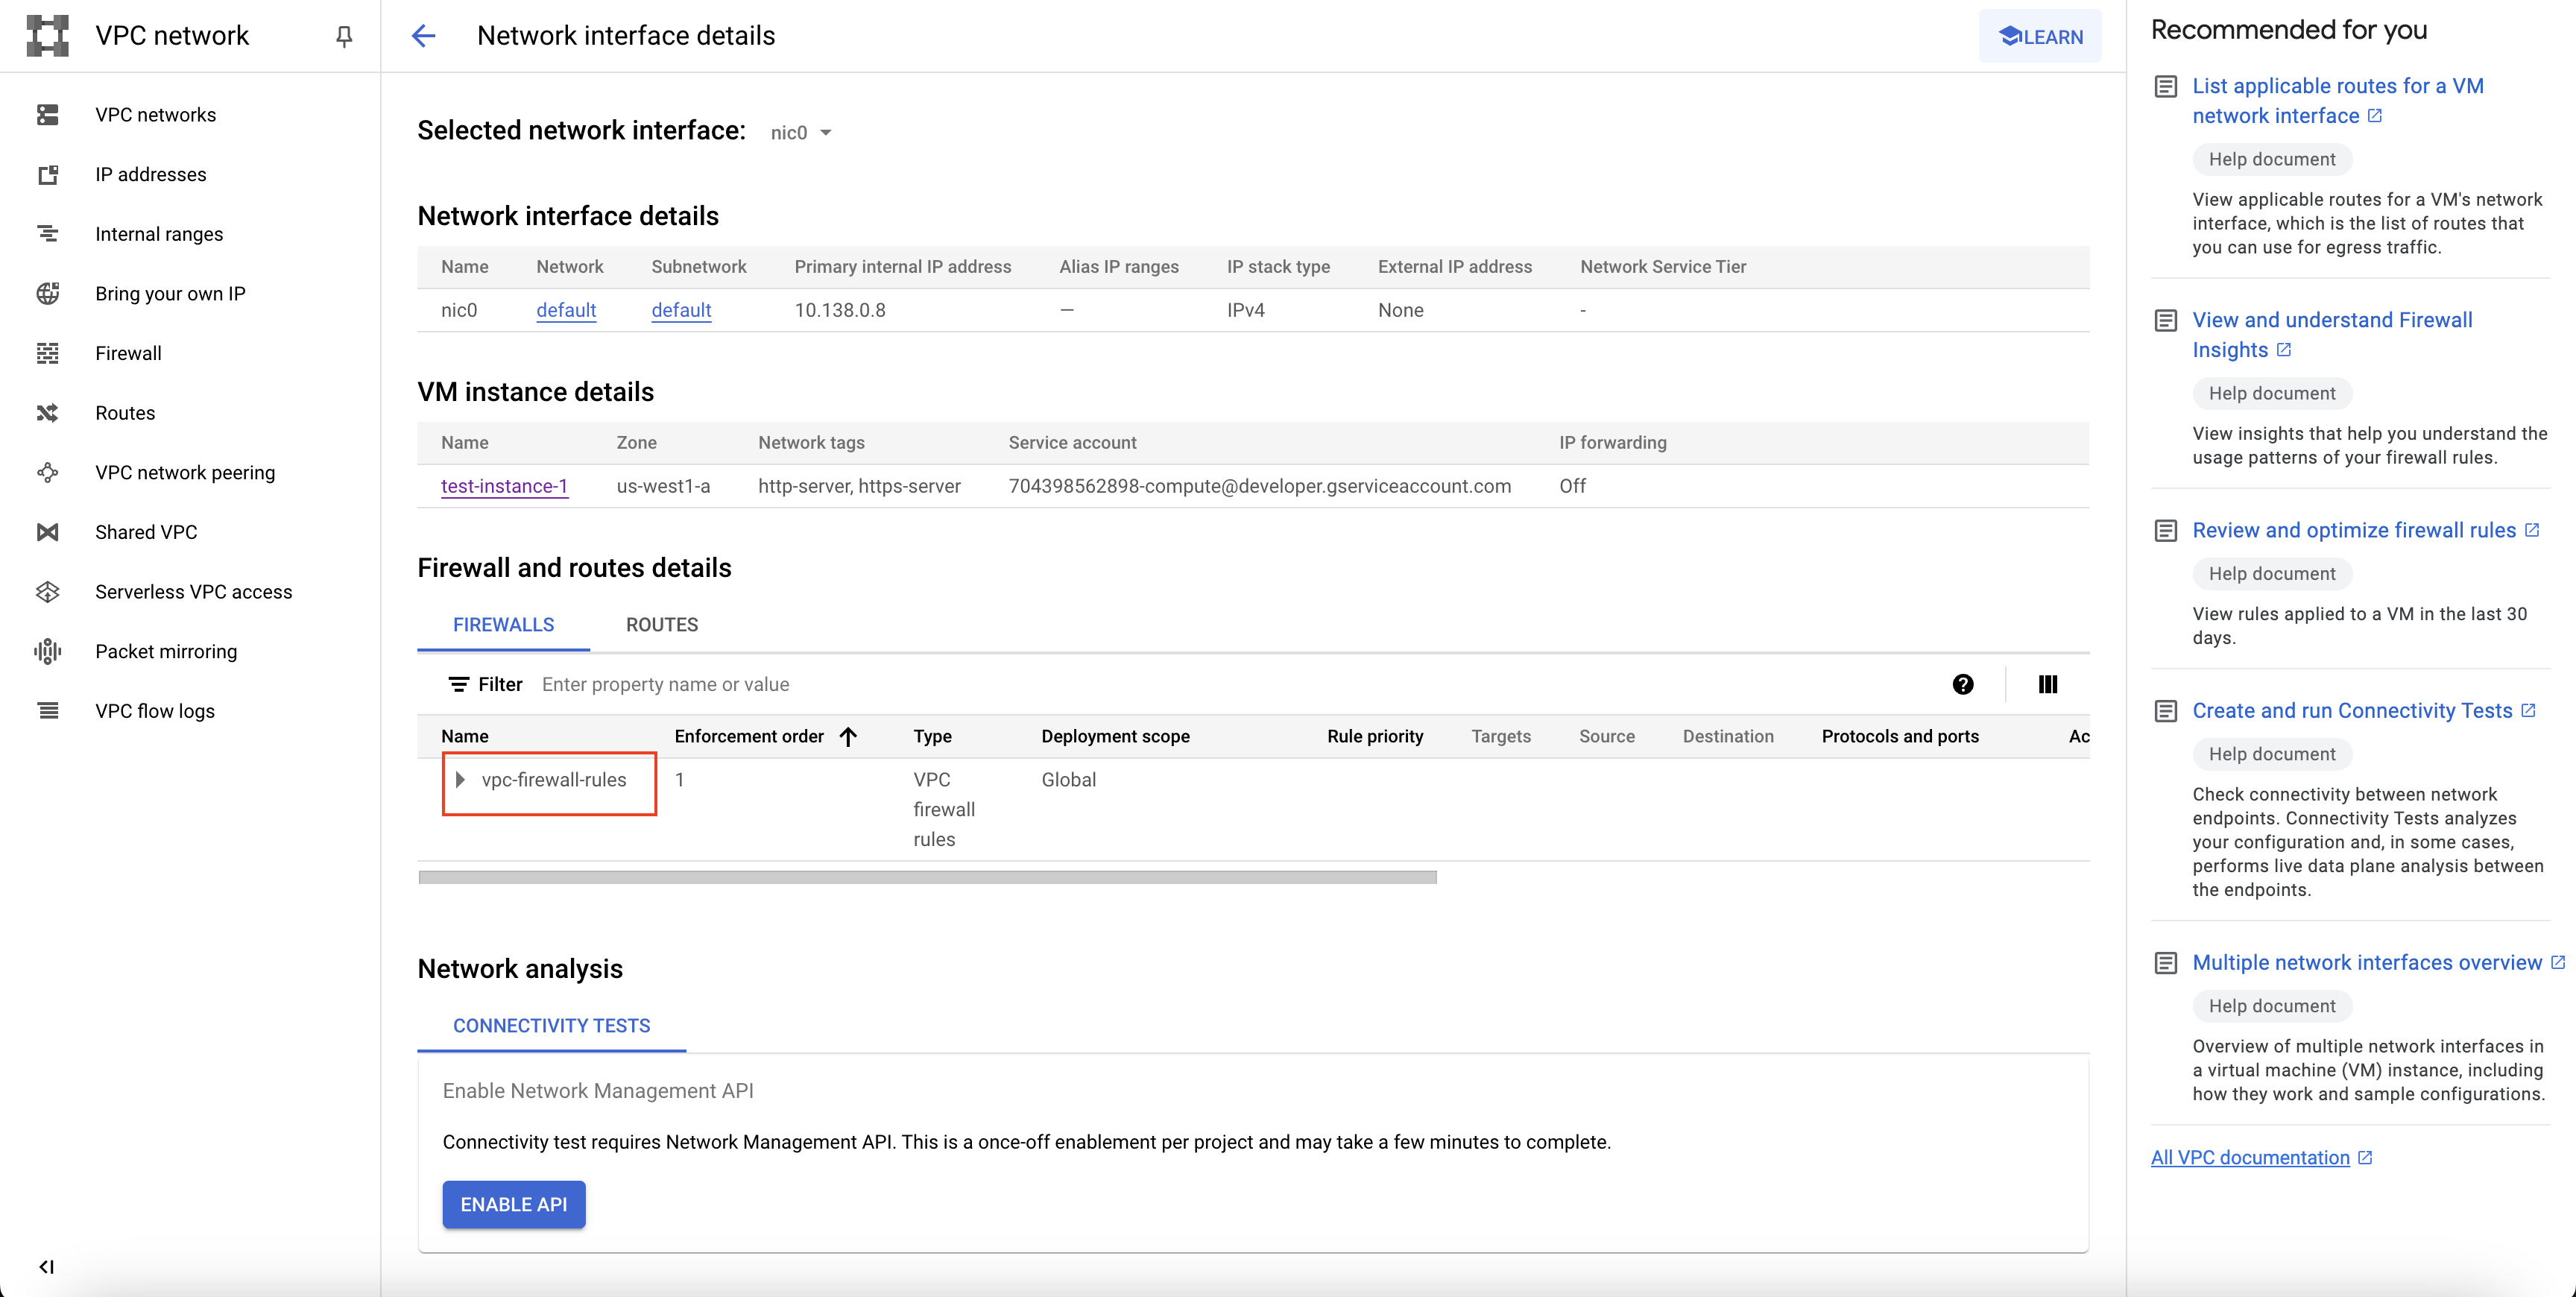 VPC network
Network interface details
LEARN
VPC networks
IP addresses
Internal ranges
Bring your own IP
Firewall
Routes
VPC network peering
Shared VPC
Serverless VPC access
Packet mirroring
VPC flow logs
Selected network interface: nic0
Network interface details
Name Network Subnetwork Primary internal IP address Alias IP ranges IP stack type External IP address Network Service Tier
nic0 default default 10.138.0.8 — IPv4 None -
VM instance details
Name Zone Network tags Service account IP forwarding
test-instance-1 us-west1-a http-server, https-server 704398562898-compute@developer.gserviceaccount.com Off
Firewall and routes details
FIREWALLS ROUTES
Filter Enter property name or value
Name Enforcement order Type Deployment scope Rule priority Targets Source Destination Protocols and ports Ac
vpc-firewall-rules 1 VPC Global
firewall
rules
Network analysis
CONNECTIVITY TESTS
Enable Network Management API
Connectivity test requires Network Management API. This is a once-off enablement per project and may take a few minutes to complete.
ENABLE API
Recommended for you
List applicable routes for a VM
network interface
Help document
View applicable routes for a VM's network
interface, which is the list of routes that
you can use for egress traffic.
View and understand Firewall
Insights
Help document
View insights that help you understand the
usage patterns of your firewall rules.
Review and optimize firewall rules
Help document
View rules applied to a VM in the last 30
days.
Create and run Connectivity Tests
Help document
Check connectivity between network
endpoints. Connectivity Tests analyzes
your configuration and, in some cases,
performs live data plane analysis between
the endpoints.
Multiple network interfaces overview
Help document
Overview of multiple network interfaces in
a virtual machine (VM) instance, including
how they work and sample configurations.
All VPC documentation